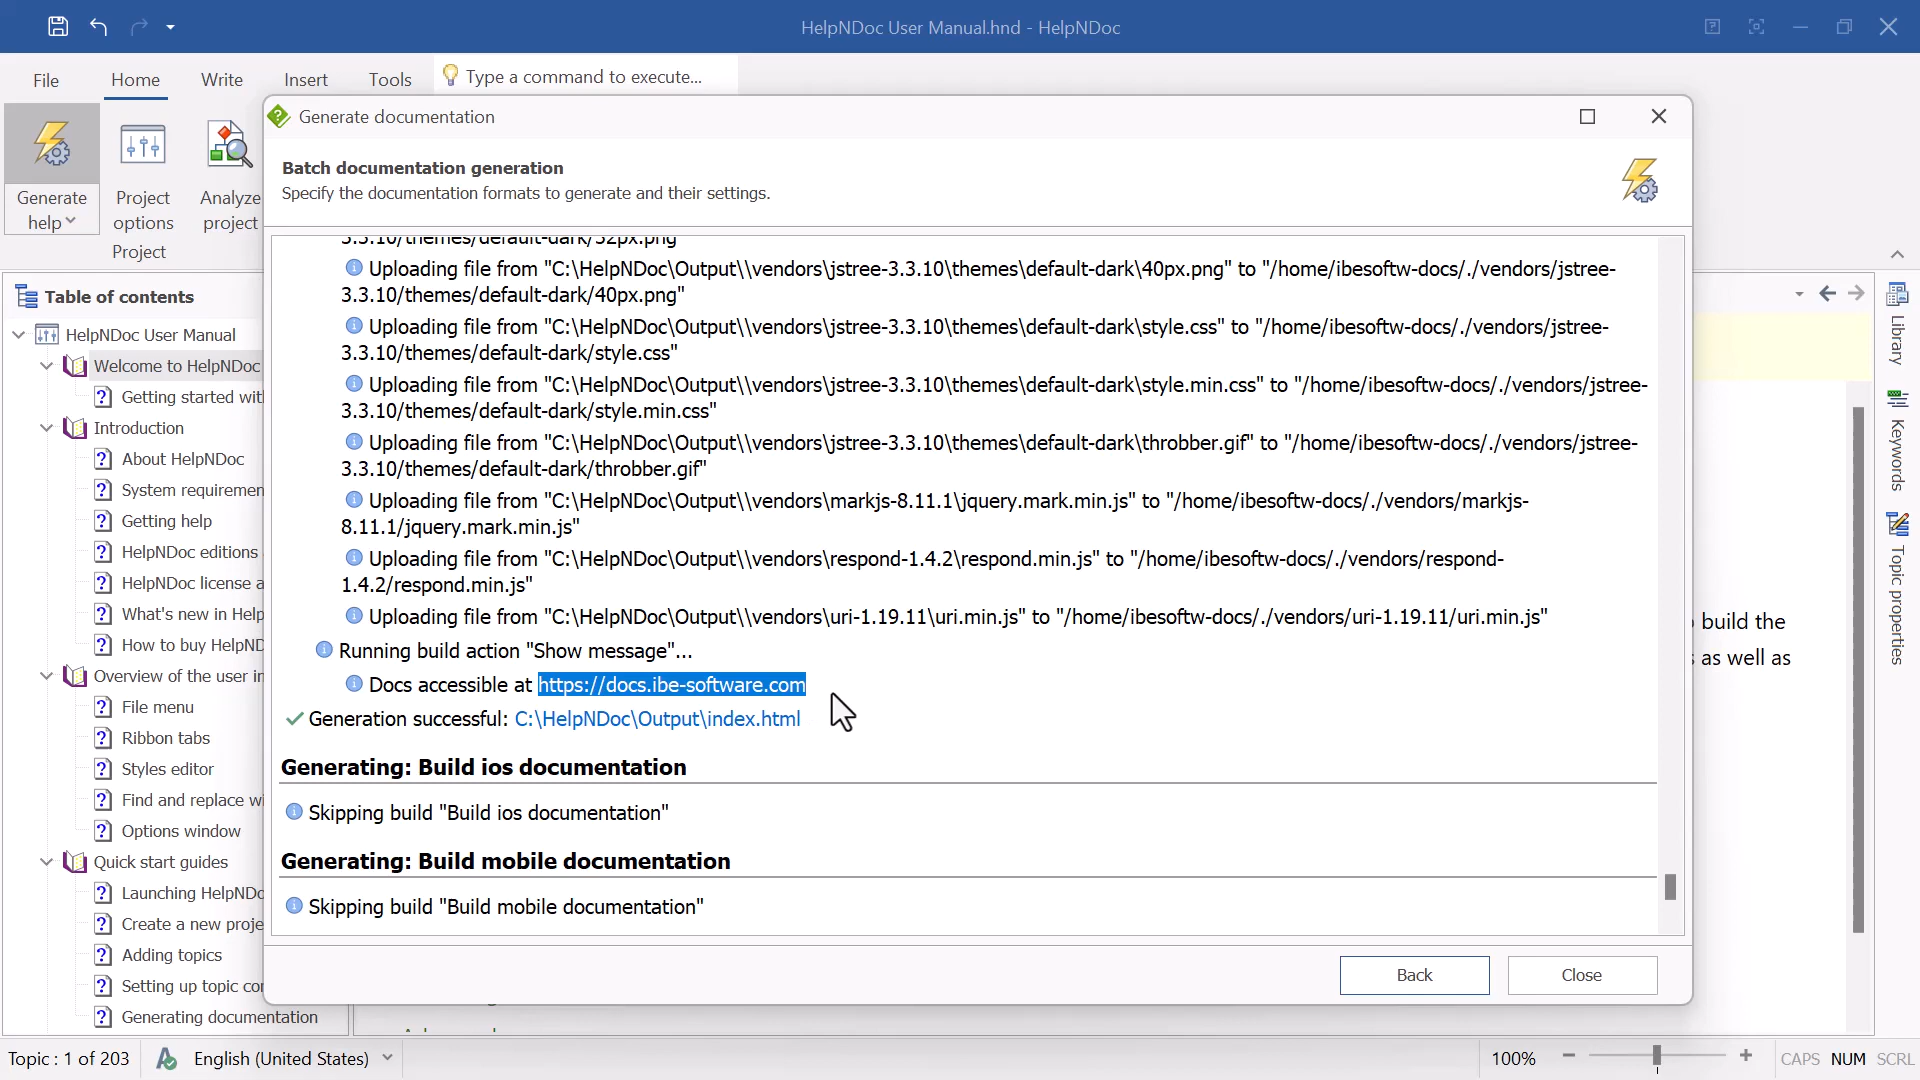 HelpNDoc User Manual.hnd - HelpNDoc
File
Home
Write
Insert
Tools
Type a command to execute...
Generate
help
Project
options
Analyze
project
Project
Table of contents
HelpNDoc User Manual
Welcome to HelpNDoc
Getting started wit
Introduction
About HelpNDoc
System requiremen
Getting help
HelpNDoc editions
HelpNDoc license a
What's new in Help
How to buy HelpND
Overview of the user in
File menu
Ribbon tabs
Styles editor
Find and replace wi
Options window
Quick start guides
Launching HelpNDo
Create a new proje
Adding topics
Setting up topic co
Generating documentation
Generate documentation
Batch documentation generation
Specify the documentation formats to generate and their settings.
3.3.10/themes/default-dark/32px.png"
Uploading file from "C:\HelpNDoc\Output\\vendors\jstree-3.3.10\themes\default-dark\40px.png" to "/home/ibesoftw-docs/./vendors/jstree-
3.3.10/themes/default-dark/40px.png"
Uploading file from "C:\HelpNDoc\Output\\vendors\jstree-3.3.10\themes\default-dark\style.css" to "/home/ibesoftw-docs/./vendors/jstree-
3.3.10/themes/default-dark/style.css"
Uploading file from "C:\HelpNDoc\Output\\vendors\jstree-3.3.10\themes\default-dark\style.min.css" to "/home/ibesoftw-docs/./vendors/jstree-
3.3.10/themes/default-dark/style.min.css"
Uploading file from "C:\HelpNDoc\Output\\vendors\jstree-3.3.10\themes\default-dark\throbber.gif" to "/home/ibesoftw-docs/./vendors/jstree-
3.3.10/themes/default-dark/throbber.gif"
Uploading file from "C:\HelpNDoc\Output\\vendors\markjs-8.11.1\jquery.mark.min.js" to "/home/ibesoftw-docs/./vendors/markjs-
8.11.1/jquery.mark.min.js"
Uploading file from "C:\HelpNDoc\Output\\vendors\respond-1.4.2\respond.min.js" to "/home/ibesoftw-docs/./vendors/respond-
1.4.2/respond.min.js"
Uploading file from "C:\HelpNDoc\Output\\vendors\uri-1.19.11\uri.min.js" to "/home/ibesoftw-docs/./vendors/uri-1.19.11/uri.min.js"
Running build action "Show message"...
Docs accessible at https://docs.ibe-software.com
Generation successful: C:\HelpNDoc\Output\index.html
Generating: Build ios documentation
Skipping build "Build ios documentation"
Generating: Build mobile documentation
Skipping build "Build mobile documentation"
Back
Close
build the
as well as
Library
Keywords
Topic properties
Topic : 1 of 203
English (United States)
100%
CAPS
NUM
SCRL